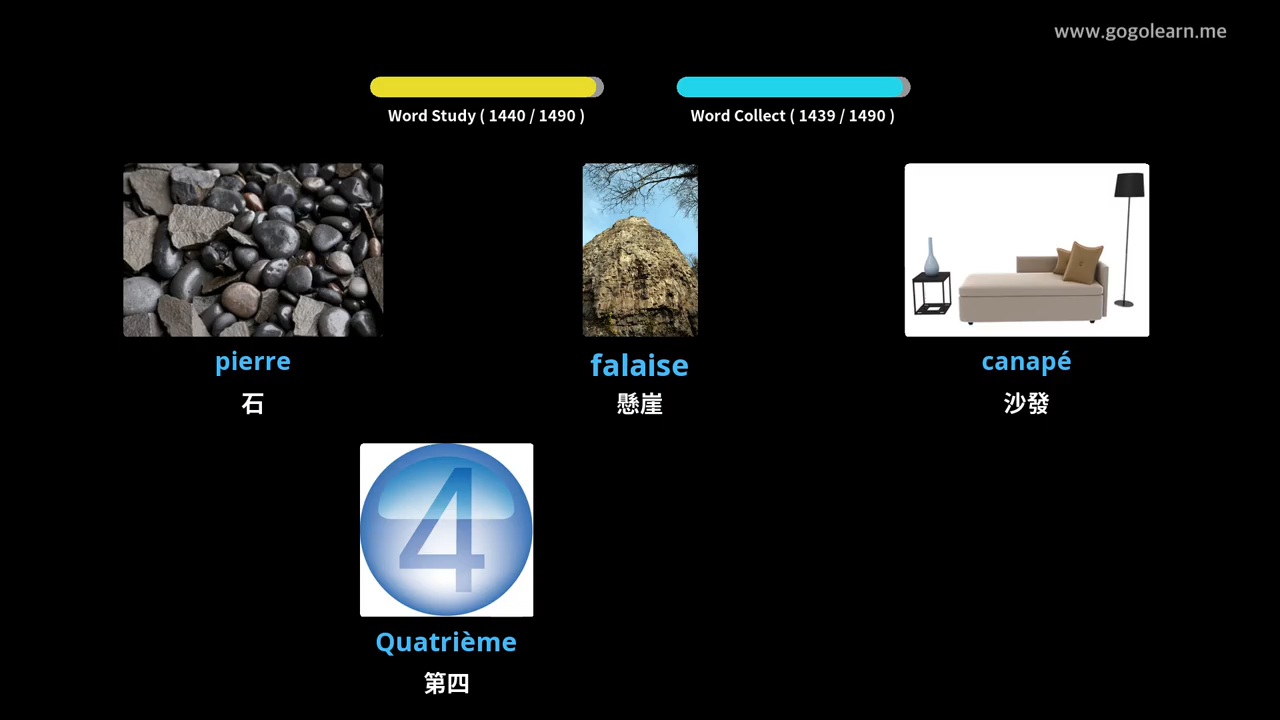 www.gogolearn.me
Word Study ( 1440 / 1490 )
Word Collect ( 1439 / 1490 )
pierre
falaise
canapé
石
懸崖
沙發
4
Quatrième
第四